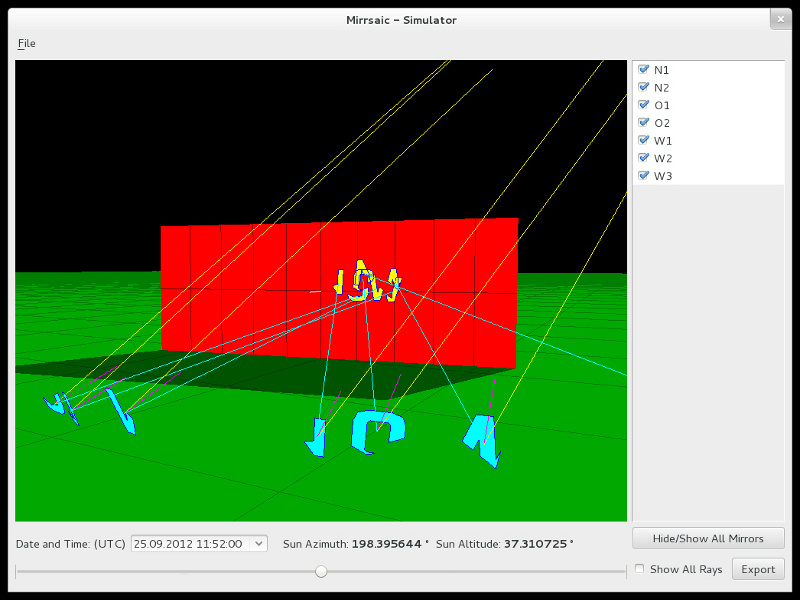 Mirrsaic - Simulator
File
N1
N2
O1
O2
W1
W2
W3
Date and Time: (UTC) 25.09.2012 11:52:00 Sun Azimuth: 198.395644 ° Sun Altitude: 37.310725 °
Hide/Show All Mirrors
Show All Rays Export